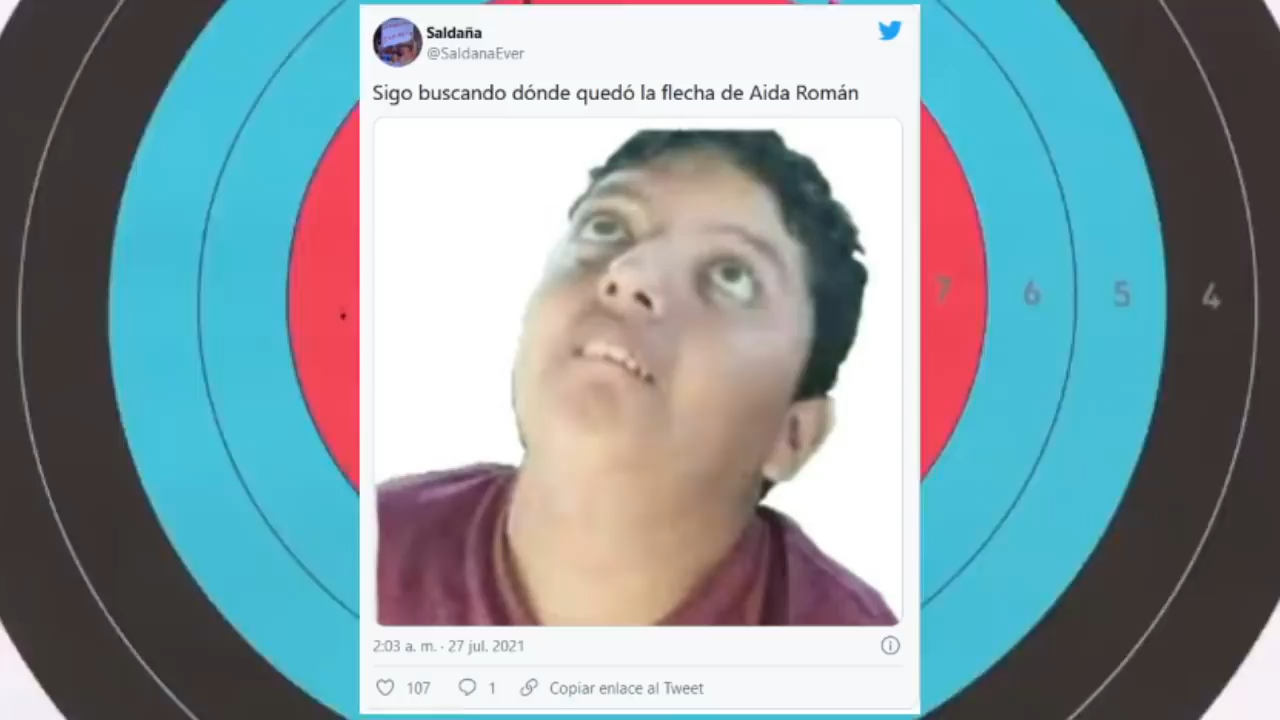 Saldaña
@SaldanaEver
Sigo buscando dónde quedó la flecha de Aida Román
7 6 5 4
2:03 a. m. · 27 jul. 2021
107 1 Copiar enlace al Tweet